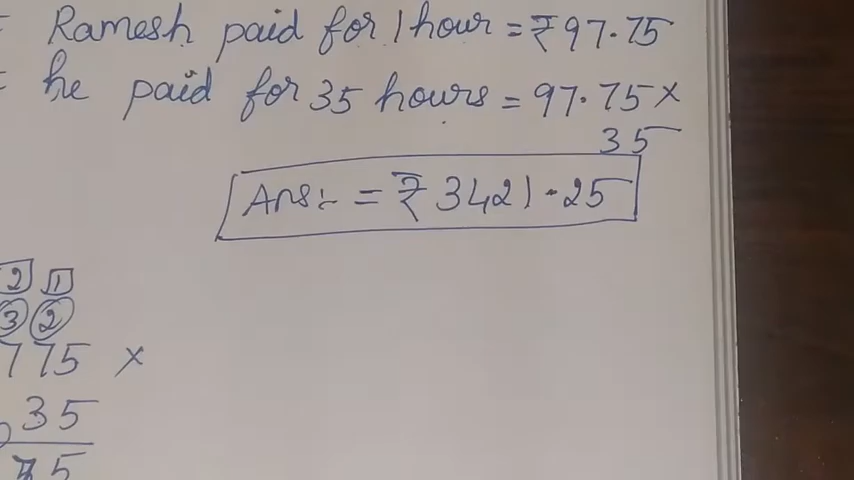 = Ramesh paid for 1 hour = ₹97.75
= he paid for 35 hours = 97.75 ×
35
Ans:- = ₹ 3421.25
2 1
3 2
775 ×
35
75